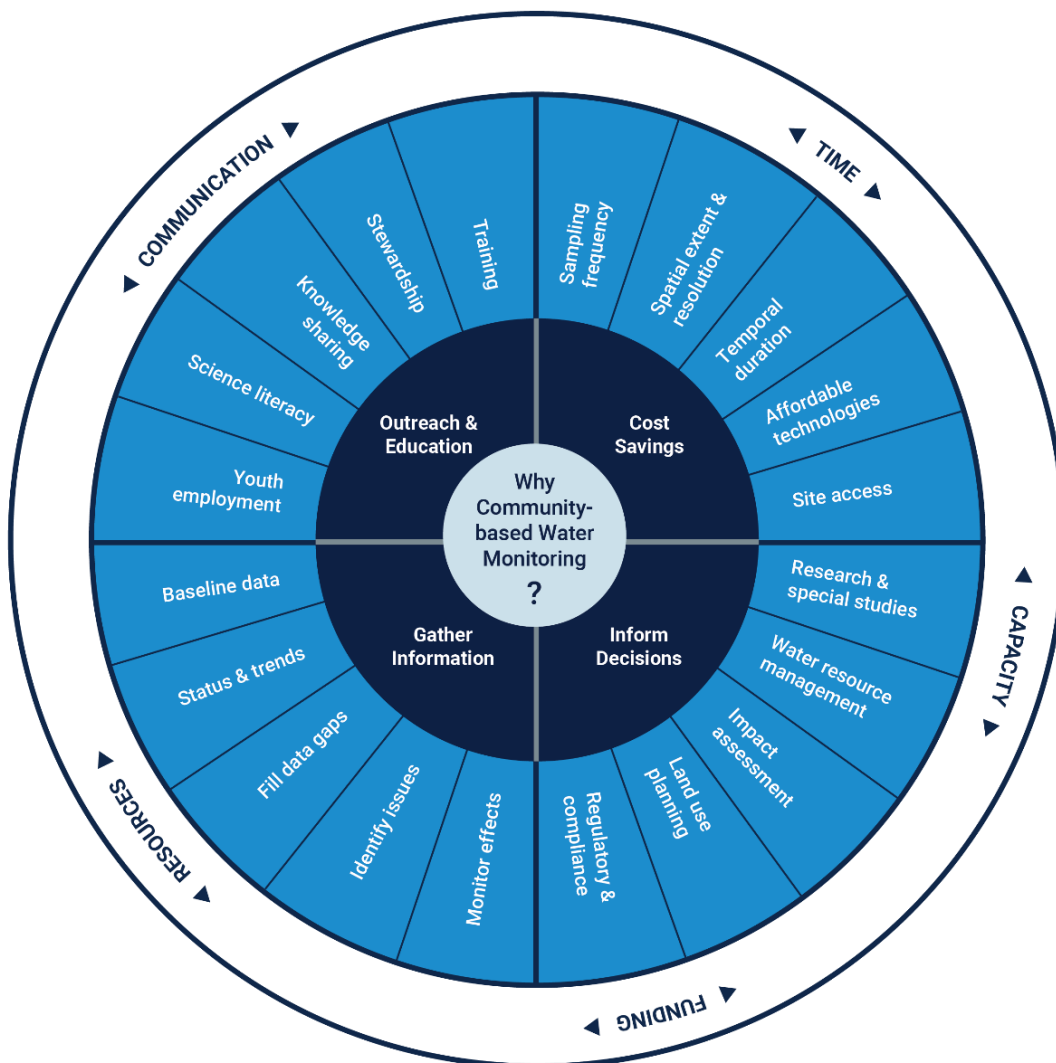 COMMUNICATION
TIME
CAPACITY
FUNDING
RESOURCES
Why
Community-
based Water
Monitoring
?
Outreach &
Education
Youth
employment
Science literacy
Knowledge
sharing
Stewardship
Training
Cost
Savings
Sampling
frequency
Spatial extent &
resolution
Temporal
duration
Affordable
technologies
Site access
Inform
Decisions
Research &
special studies
Water resource
management
Impact
assessment
Land use
planning
Regulatory &
compliance
Gather
Information
Monitor effects
Identify issues
Fill data gaps
Status & trends
Baseline data